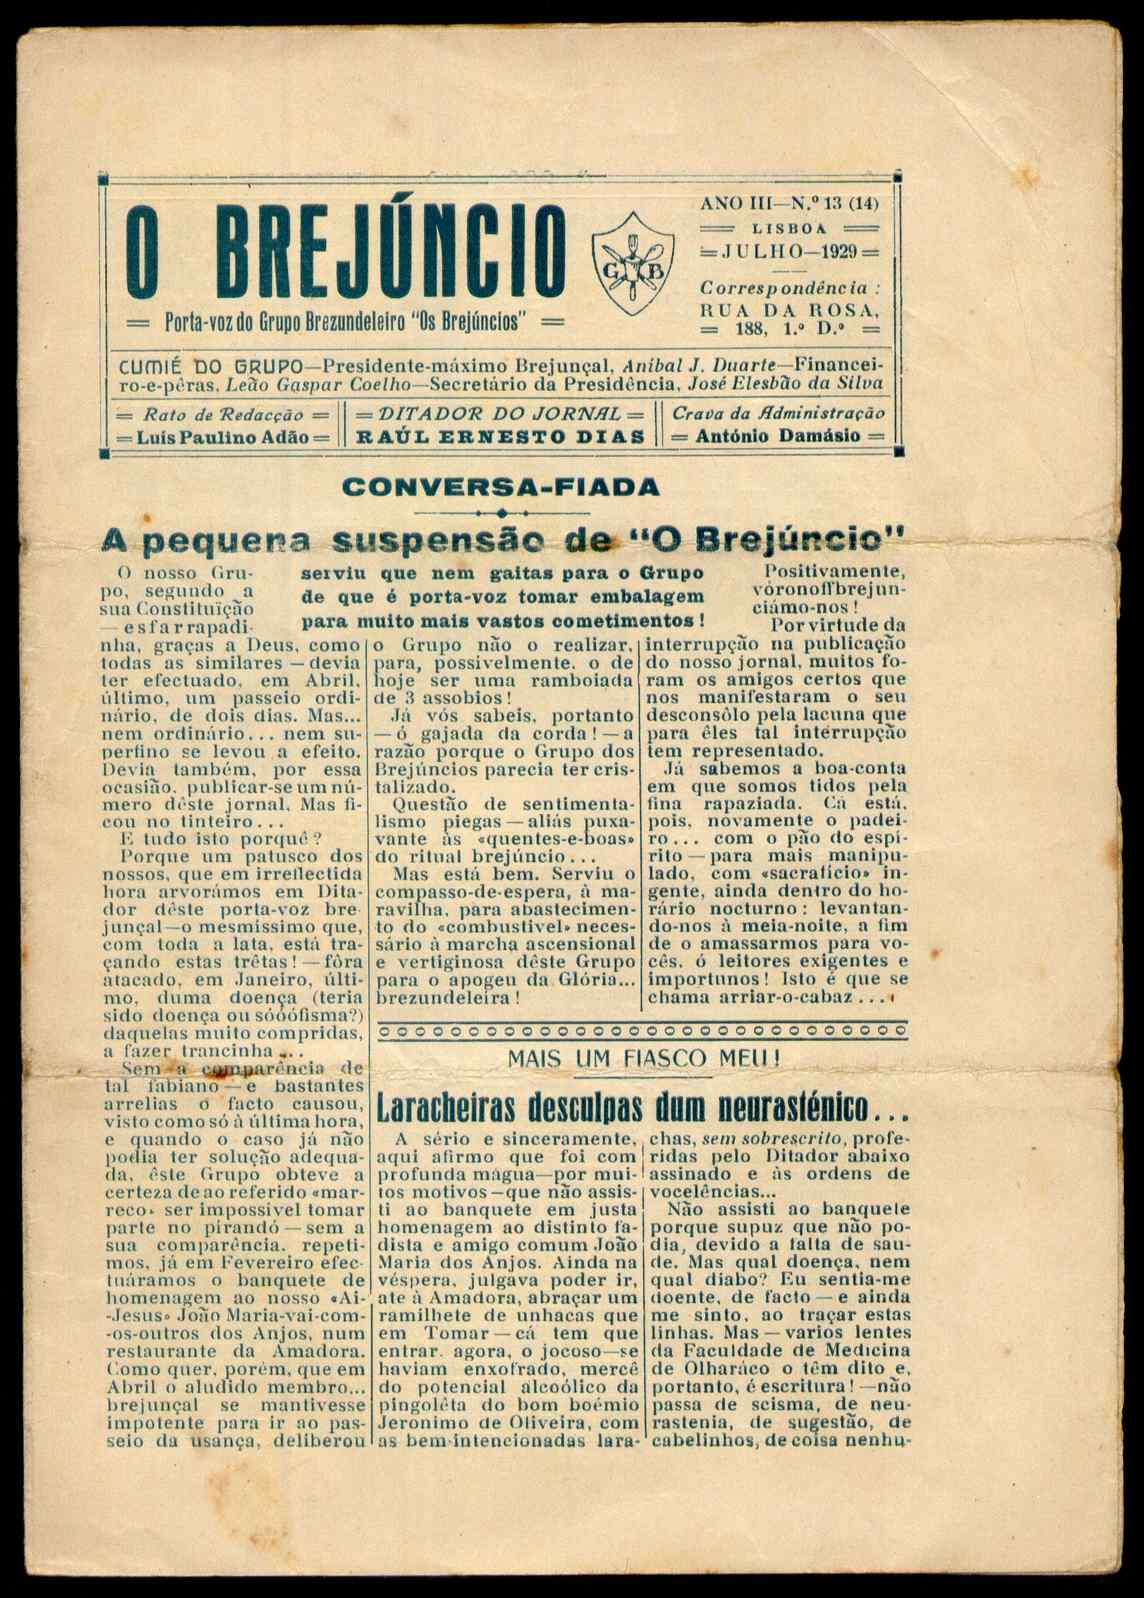 O BREJÚNCIO
Porta-voz do Grupo Brezundeleiro "Os Brejúncios"
G B
ANO III—N.º 13 (14)
LISBOA
JULHO—1929
Correspondência :
RUA DA ROSA,
188, 1.º D.º
CUMIÉ DO GRUPO—Presidente-máximo Brejunçal, Aníbal J. Duarte—Financei-
ro-e-pêras, Leão Gaspar Coelho—Secretário da Presidência, José Elesbão da Silva
Rato de Redacção
Luís Paulino Adão
DITADOR DO JORNAL
RAÚL ERNESTO DIAS
Crava da Administração
António Damásio
CONVERSA-FIADA
A pequena suspensão de "O Brejúncio"
serviu que nem gaitas para o Grupo
de que é porta-voz tomar embalagem
para muito mais vastos cometimentos !
O nosso Gru-
po, segundo a
sua Constituïção
—esfarrapadi-
nha, graças a Deus, como
todas as similares—devia
ter efectuado, em Abril,
último, um passeio ordi-
nário, de dois dias. Mas...
nem ordinário... nem su-
perfino se levou a efeito.
Devia também, por essa
ocasião, publicar-se um nú-
mero dêste jornal. Mas fi-
cou no tinteiro...
E tudo isto porquê ?
Porque um patusco dos
nossos, que em irreflectida
hora arvorámos em Dita-
dor dêste porta-voz bre-
junçal—o mesmíssimo que,
com toda a lata, está tra-
çando estas trêtas!—fôra
atacado, em Janeiro, últi-
mo, duma doença (teria
sido doença ou sóóófisma?)
daquelas muito compridas,
a fazer trancinha...
Sem a comparência de
tal fabiano—e bastantes
arrelias o facto causou,
visto como só à última hora,
e quando o caso já não
podia ter solução adequa-
da, êste Grupo obteve a
certeza de ao referido «mar-
reco» ser impossível tomar
parte no pirandó—sem a
sua comparência, repeti-
mos, já em Fevereiro efec-
tuáramos o banquete de
homenagem ao nosso «Ai-
-Jesus» João Maria-vai-com-
-os-outros dos Anjos, num
restaurante da Amadora.
Como quer, porém, que em
Abril o aludido membro...
brejunçal se mantivesse
impotente para ir ao pas-
seio da usança, deliberou
o Grupo não o realizar,
para, possivelmente, o de
hoje ser uma ramboiada
de 3 assobios !
Já vós sabeis, portanto
—ó gajada da corda!—a
razão porque o Grupo dos
Brejúncios parecia ter cris-
talizado.
Questão de sentimenta-
lismo piegas—aliás puxa-
vante às «quentes-e-boas»
do ritual brejúncio...
Mas está bem. Serviu o
compasso-de-espera, à ma-
ravilha, para abastecimen-
to do «combustivel» neces-
sário à marcha ascensional
e vertiginosa dêste Grupo
para o apogeu da Glória...
brezundeleira !
Positivamente,
vóronoffbrejun-
ciámo-nos !
Por virtude da
interrupção na publicação
do nosso jornal, muitos fo-
ram os amigos certos que
nos manifestaram o seu
desconsôlo pela lacuna que
para êles tal interrupção
tem representado.
Já sabemos a boa-conta
em que somos tidos pela
fina rapaziada. Cá está,
pois, novamente o padei-
ro... com o pão do espí-
rito—para mais manipu-
lado, com «sacrafício» in-
gente, ainda dentro do ho-
rário nocturno: levantan-
do-nos à meia-noite, a fim
de o amassarmos para vo-
cês, ó leitores exigentes e
importunos! Isto é que se
chama arriar-o-cabaz...
MAIS UM FIASCO MEU !
Laracheiras desculpas dum neurasténico...
A sério e sinceramente,
aqui afirmo que foi com
profunda mágua—por mui-
tos motivos—que não assis-
ti ao banquete em justa
homenagem ao distinto fa-
dista e amigo comum João
Maria dos Anjos. Ainda na
véspera, julgava poder ir,
ate à Amadora, abraçar um
ramilhete de unhacas que
em Tomar—cá tem que
entrar, agora, o jocoso—se
haviam enxofrado, mercê
do potencial alcoólico da
pingolêta do bom boémio
Jeronimo de Oliveira, com
as bem-intencionadas lara-
chas, sem sobrescrito, profe-
ridas pelo Ditador abaixo
assinado e às ordens de
vocelências...
Não assisti ao banquete
porque supuz que não po-
dia, devido a falta de sau-
de. Mas qual doença, nem
qual diabo? Eu sentia-me
doente, de facto—e ainda
me sinto, ao traçar estas
linhas. Mas—varios lentes
da Faculdade de Medicina
de Olharáco o têm dito e,
portanto, é escritura!—não
passa de scisma, de neu-
rastenia, de sugestão, de
cabelinhos, de coisa nenhu-